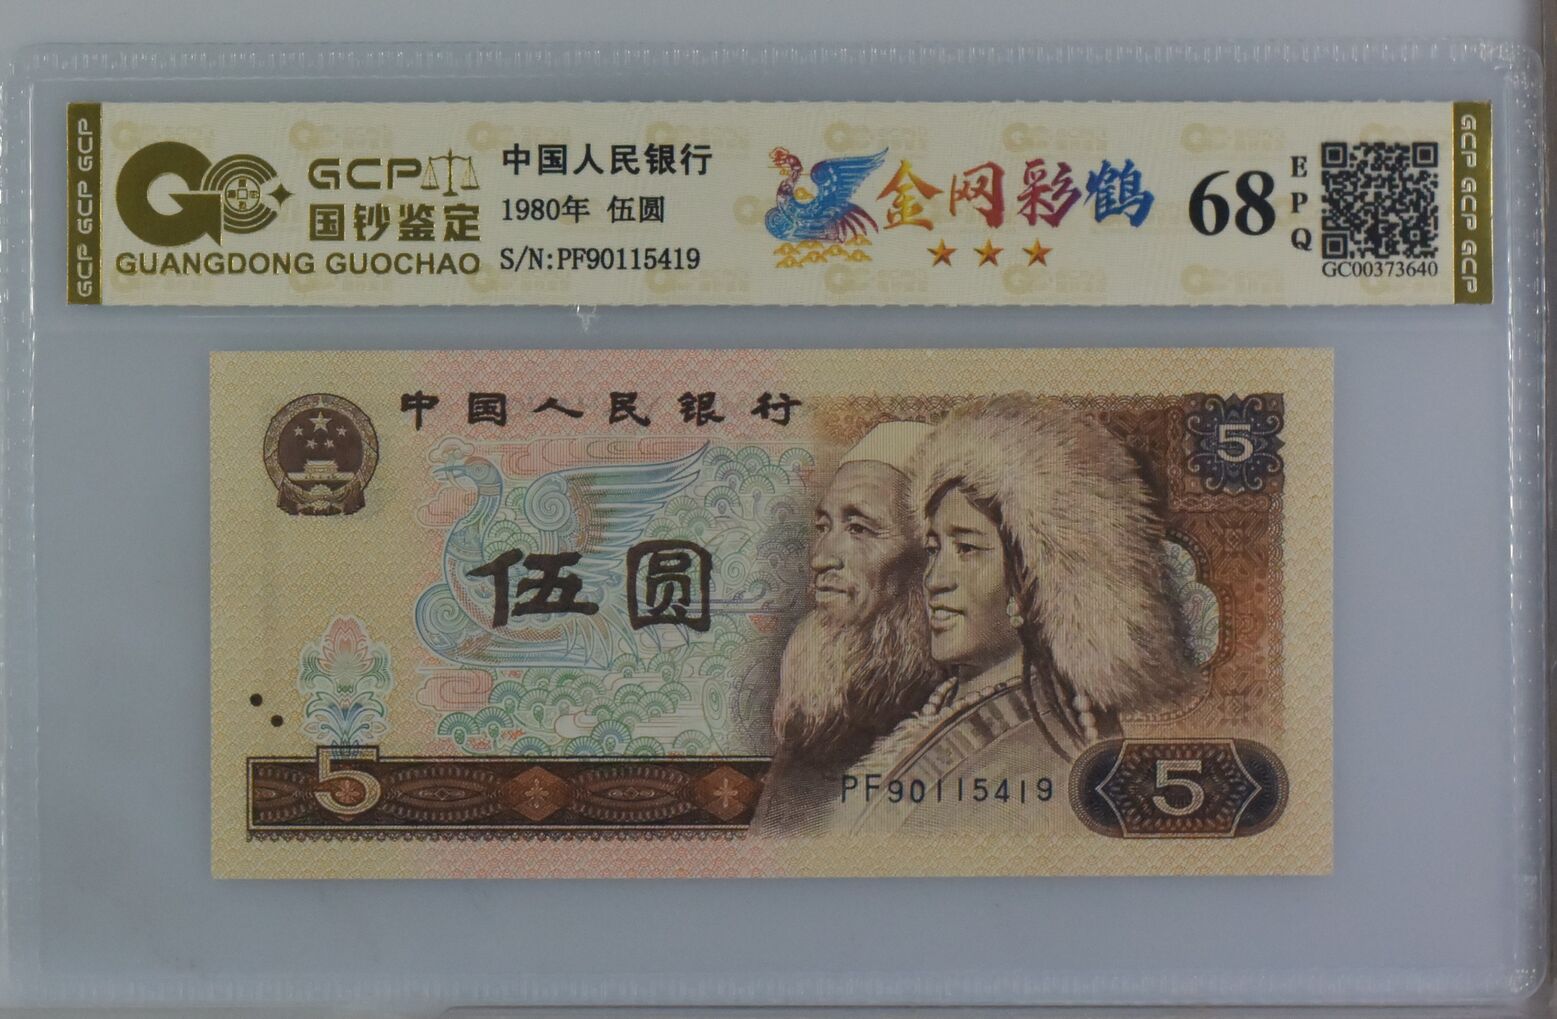 GCP GCP GCP
GCP
国钞鉴定
GUANGDONG GUOCHAO
中国人民银行
1980年 伍圆
S/N:PF90115419
金网彩鹤
68
EPQ
GC00373640
GCP GCP GCP
中国人民银行
5
伍圆
5
PF90115419
5